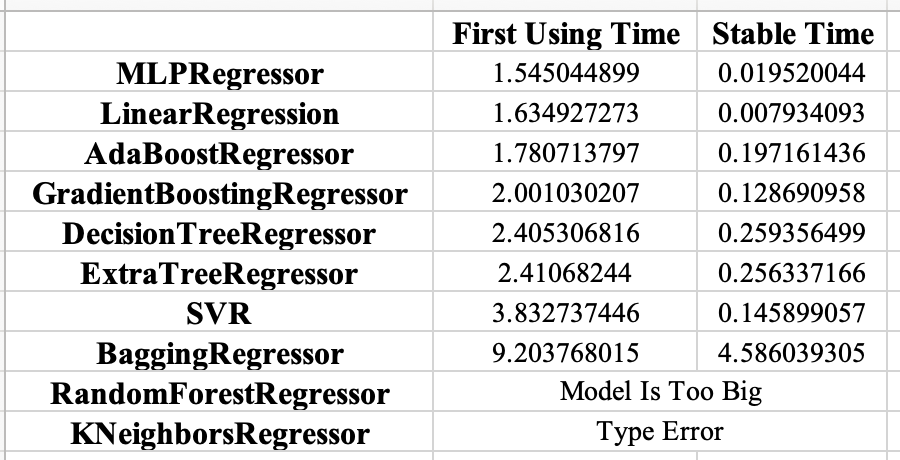 First Using Time Stable Time
MLPRegressor 1.545044899 0.019520044
LinearRegression 1.634927273 0.007934093
AdaBoostRegressor 1.780713797 0.197161436
GradientBoostingRegressor 2.001030207 0.128690958
DecisionTreeRegressor 2.405306816 0.259356499
ExtraTreeRegressor 2.41068244 0.256337166
SVR 3.832737446 0.145899057
BaggingRegressor 9.203768015 4.586039305
RandomForestRegressor Model Is Too Big
KNeighborsRegressor Type Error